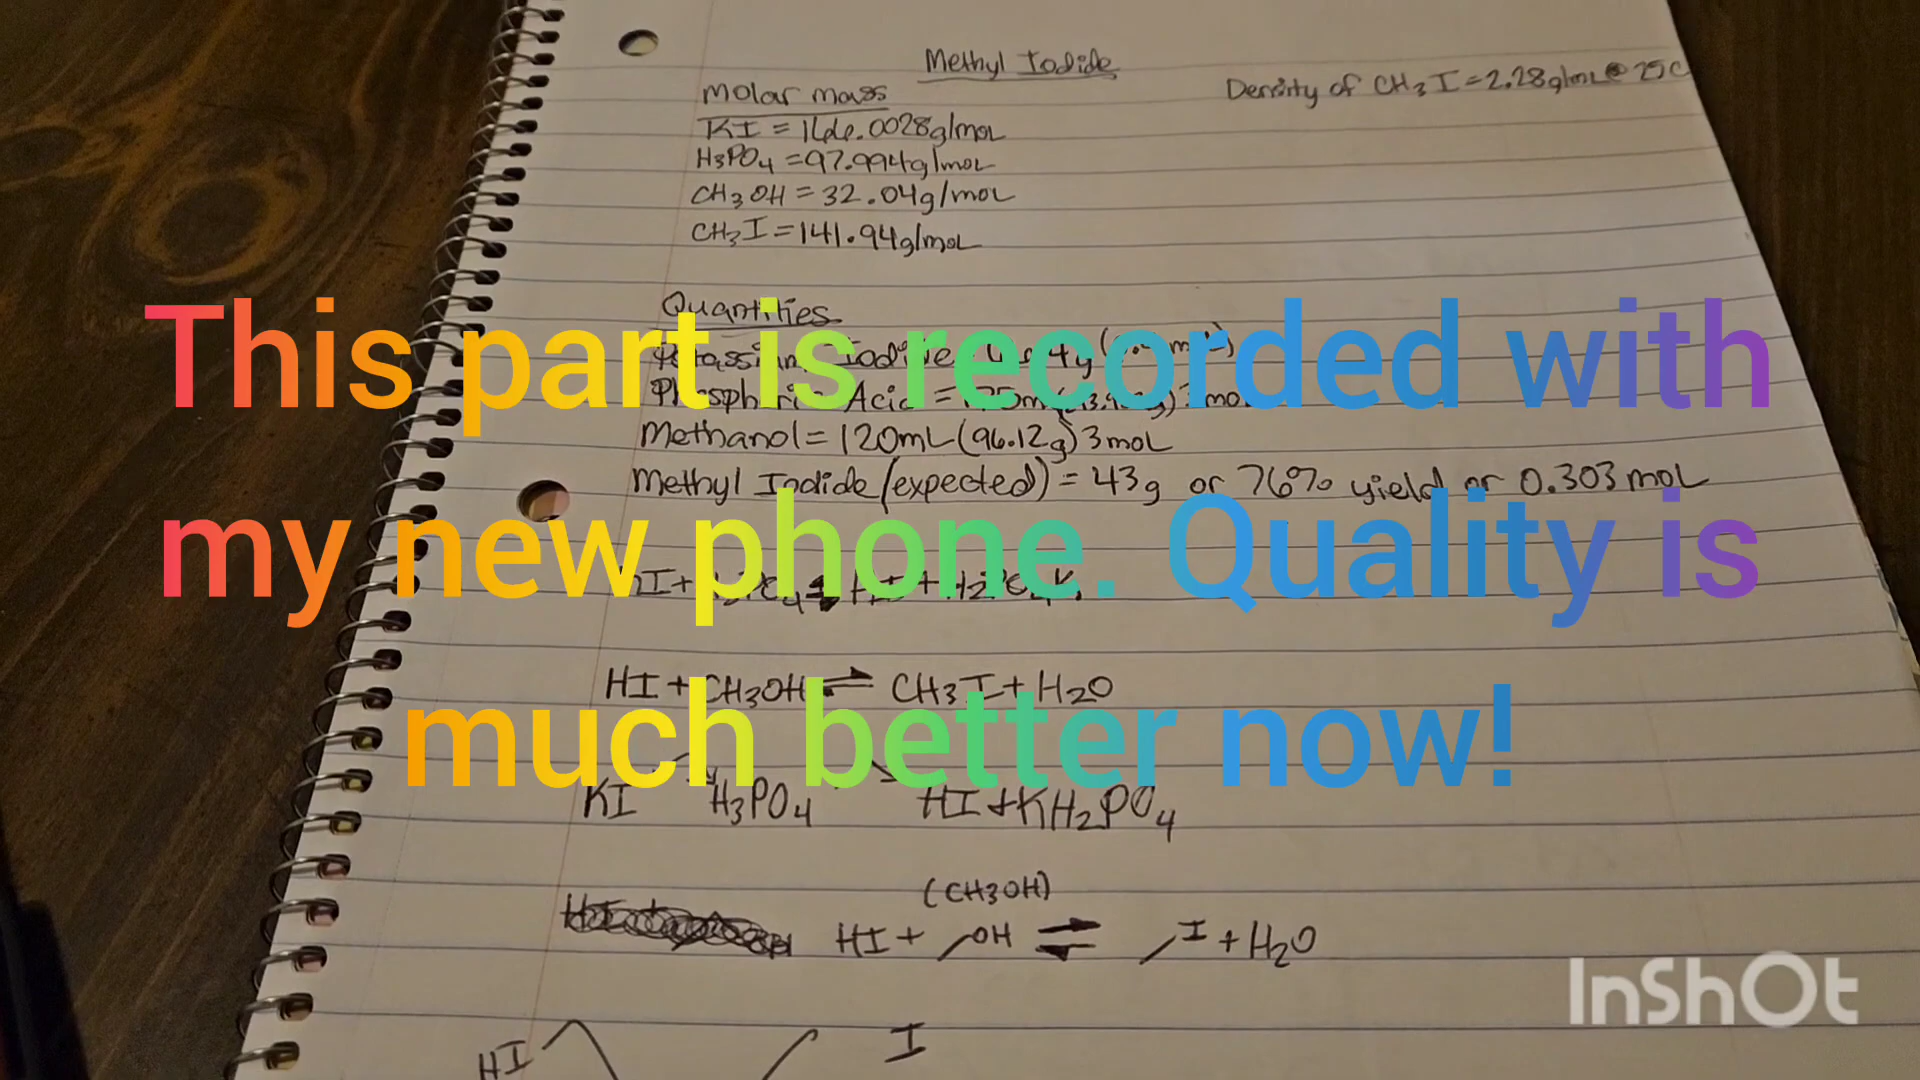 Methyl Iodide
Density of CH3I = 2.28g/mL @ 25C
Molar mass
KI = 166.0028g/mol
H3PO4 = 97.994g/mol
CH3OH = 32.04g/mol
CH3I = 141.94g/mol
Quantities
This part is recorded with
Acid =
Methanol = 120mL (96.12g) 3mol
Methyl Iodide (expected) = 43g or 76% yield or 0.303 mol
my new phone. Quality is
HI + CH3OH ⇌ CH3I + H2O
much better now!
KI H3PO4 HI + KH2PO4
(CH3OH)
HI + OH ⇌ I + H2O
InShOt
HI I